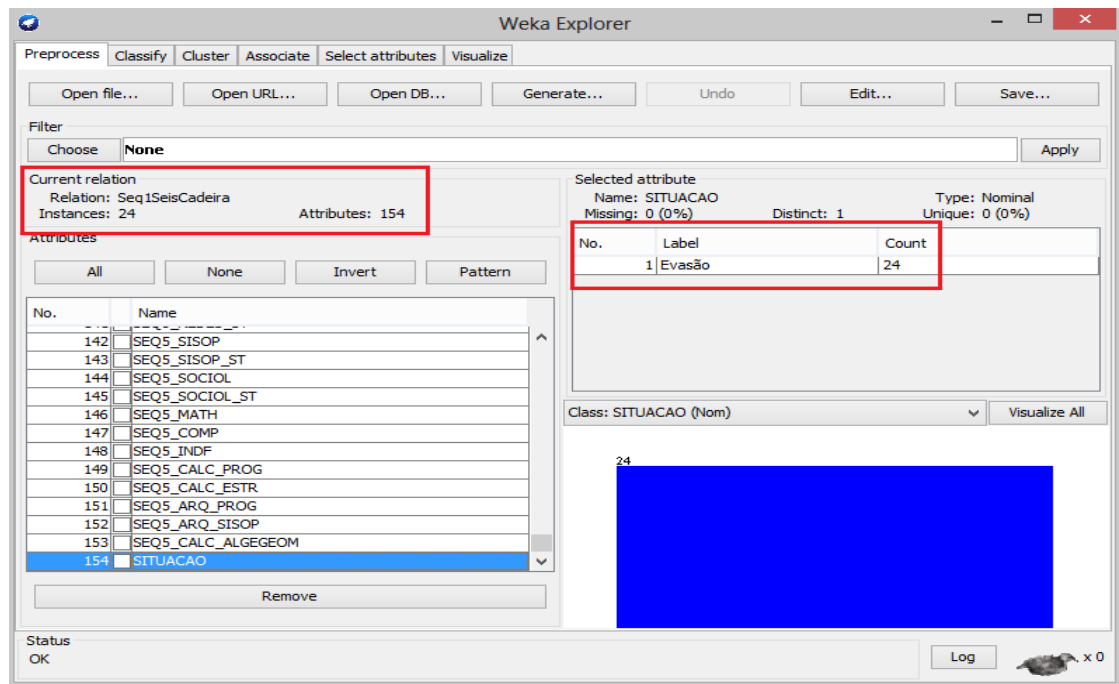 Weka Explorer
Preprocess Classify Cluster Associate Select attributes Visualize
Open file... Open URL... Open DB... Generate... Undo Edit... Save...
Filter
Choose None Apply
Current relation
Relation: Seq1SeisCadeira
Instances: 24 Attributes: 154
Selected attribute
Name: SITUACAO Type: Nominal
Missing: 0 (0%) Distinct: 1 Unique: 0 (0%)
Attributes
All None Invert Pattern
No. Name
142 SEQ5_SISOP
143 SEQ5_SISOP_ST
144 SEQ5_SOCIOL
145 SEQ5_SOCIOL_ST
146 SEQ5_MATH
147 SEQ5_COMP
148 SEQ5_INDF
149 SEQ5_CALC_PROG
150 SEQ5_CALC_ESTR
151 SEQ5_ARQ_PROG
152 SEQ5_ARQ_SISOP
153 SEQ5_CALC_ALGEGEOM
154 SITUACAO
Remove
No. Label Count
1 Evasão 24
Class: SITUACAO (Nom) Visualize All
24
Status
OK
Log x 0